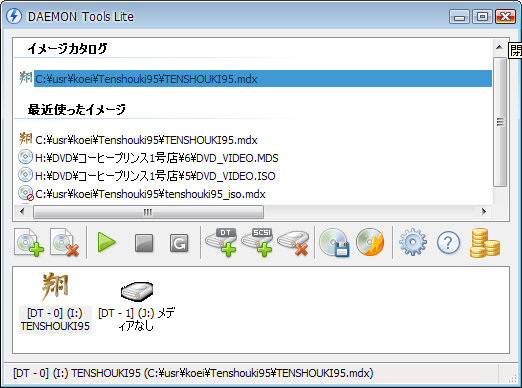 DAEMON Tools Lite
イメージカタログ
閉
翔 C:¥usr¥koei¥Tenshouki95¥TENSHOUKI95.mdx
最近使ったイメージ
翔 C:¥usr¥koei¥Tenshouki95¥TENSHOUKI95.mdx
H:¥DVD¥コーヒープリンス1号店¥6¥DVD_VIDEO.MDS
H:¥DVD¥コーヒープリンス1号店¥5¥DVD_VIDEO.ISO
C:¥usr¥koei¥Tenshouki95¥tenshouki95_iso.mdx
G DT SCSI ?
翔
[DT - 0] (I:) [DT - 1] (J:) メデ
TENSHOUKI95 ィアなし
[DT - 0] (I:) TENSHOUKI95 (C:¥usr¥koei¥Tenshouki95¥TENSHOUKI95.mdx)